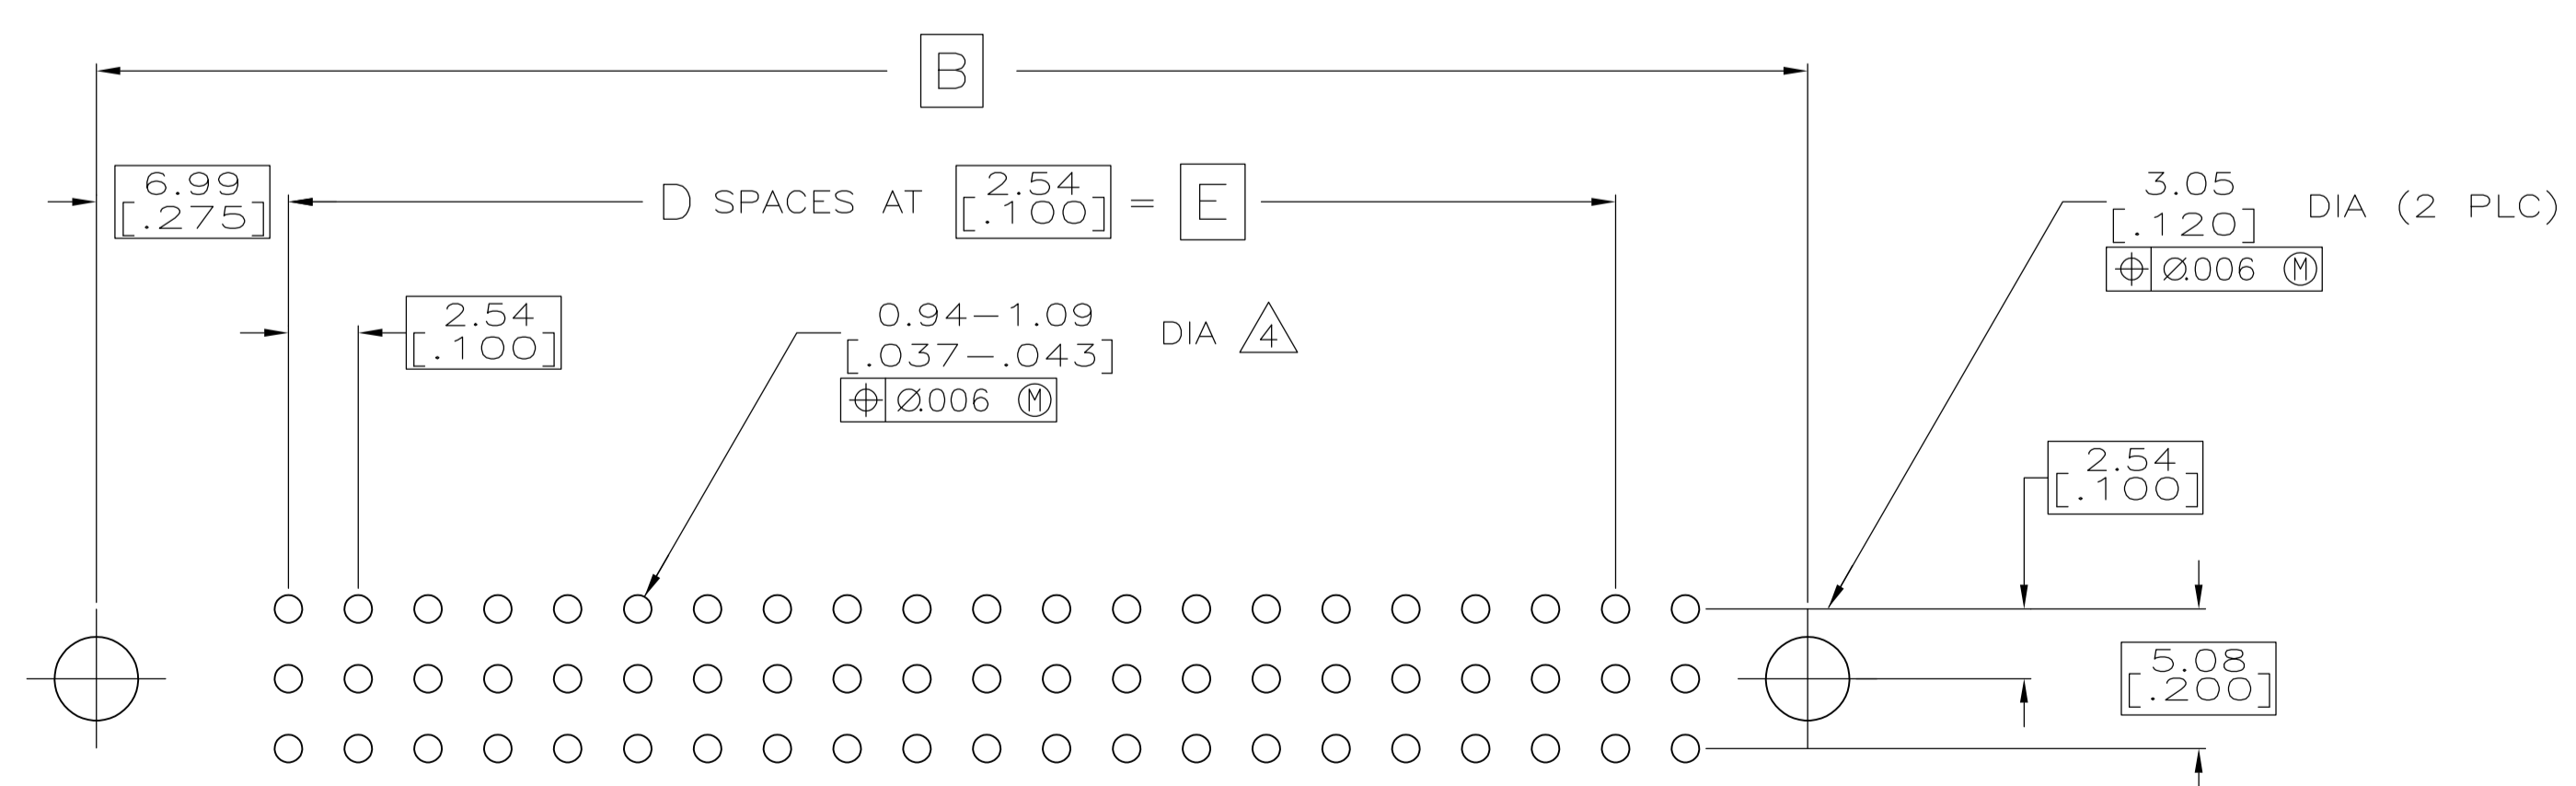 B
6.99
[.275]
D SPACES AT 2.54 [.100] = E
3.05
[.120] DIA (2 PLC)
⌖ Ø.006 Ⓜ
2.54
[.100]
0.94-1.09
[.037-.043] DIA 4
⌖ Ø.006 Ⓜ
2.54
[.100]
5.08
[.200]